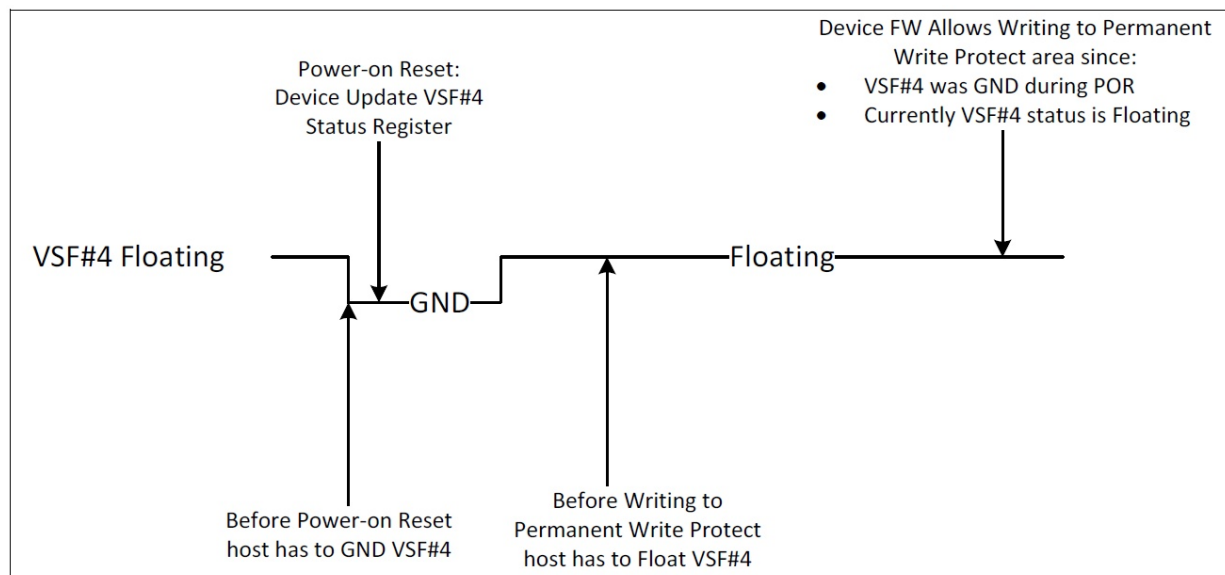 Device FW Allows Writing to Permanent
Write Protect area since:
• VSF#4 was GND during POR
• Currently VSF#4 status is Floating
Power-on Reset:
Device Update VSF#4
Status Register
VSF#4 Floating
GND
Floating
Before Power-on Reset
host has to GND VSF#4
Before Writing to
Permanent Write Protect
host has to Float VSF#4